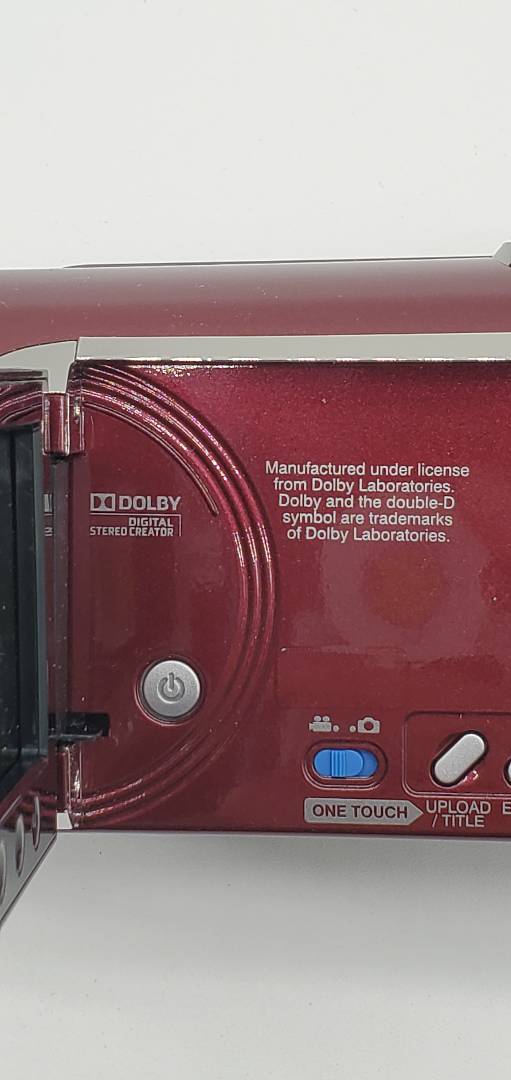 Manufactured under license
from Dolby Laboratories.
Dolby and the double-D
symbol are trademarks
of Dolby Laboratories.
DOLBY
DIGITAL
STEREO CREATOR
ONE TOUCH
UPLOAD
/ TITLE